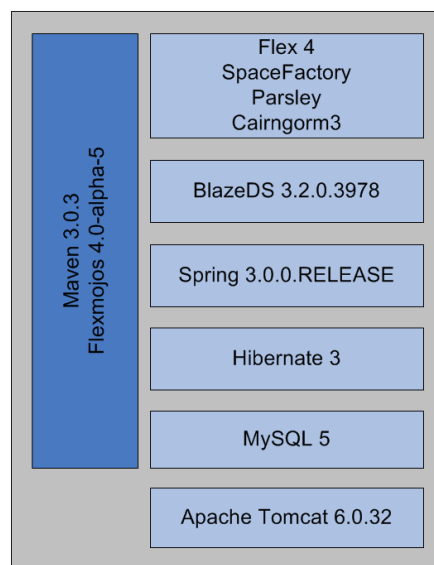 Maven 3.0.3
Flexmojos 4.0-alpha-5
Flex 4
SpaceFactory
Parsley
Cairngorm3
BlazeDS 3.2.0.3978
Spring 3.0.0.RELEASE
Hibernate 3
MySQL 5
Apache Tomcat 6.0.32